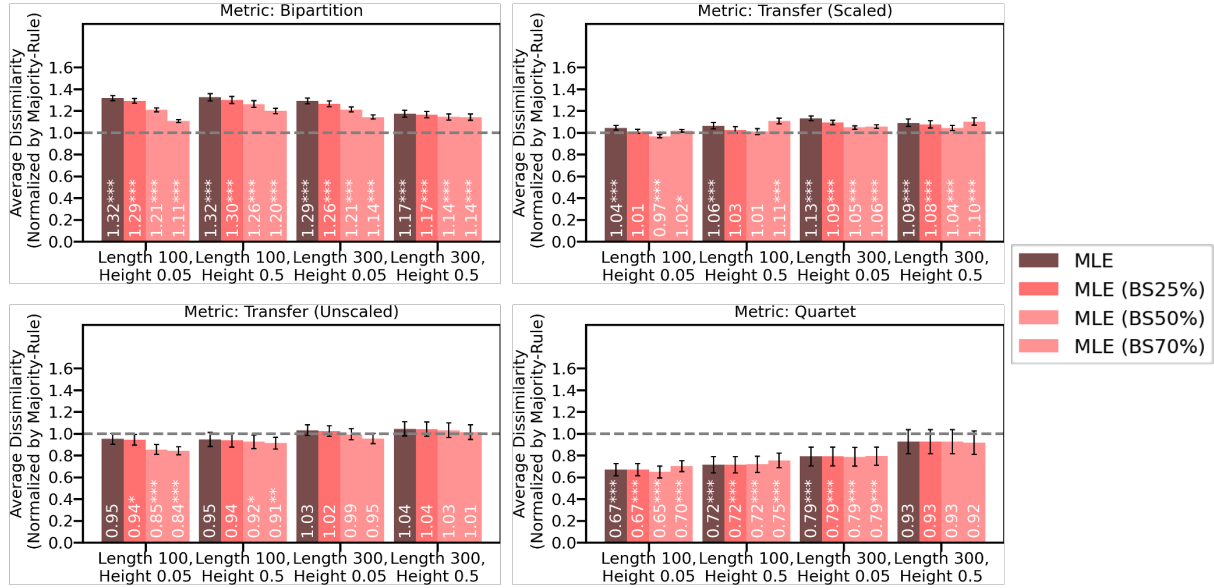 Metric: Bipartition
Average Dissimilarity
(Normalized by Majority-Rule)
1.6
1.4
1.2
1.0
0.8
0.6
0.4
0.2
0.0
1.32***
1.29***
1.21***
1.11***
1.32***
1.30***
1.26***
1.20***
1.29***
1.26***
1.21***
1.14***
1.17***
1.17***
1.14***
1.14***
Length 100,
Height 0.05
Length 100,
Height 0.5
Length 300,
Height 0.05
Length 300,
Height 0.5
Metric: Transfer (Scaled)
Average Dissimilarity
(Normalized by Majority-Rule)
1.6
1.4
1.2
1.0
0.8
0.6
0.4
0.2
0.0
1.04***
1.01
0.97***
1.02*
1.06***
1.03
1.01
1.11***
1.13***
1.09***
1.05***
1.06***
1.09***
1.08***
1.04***
1.10***
Length 100,
Height 0.05
Length 100,
Height 0.5
Length 300,
Height 0.05
Length 300,
Height 0.5
MLE
MLE (BS25%)
MLE (BS50%)
MLE (BS70%)
Metric: Transfer (Unscaled)
Average Dissimilarity
(Normalized by Majority-Rule)
1.6
1.4
1.2
1.0
0.8
0.6
0.4
0.2
0.0
0.95
0.94*
0.85***
0.84***
0.95
0.94
0.92*
0.91**
1.03
1.02
0.99
0.95
1.04
1.04
1.03
1.01
Length 100,
Height 0.05
Length 100,
Height 0.5
Length 300,
Height 0.05
Length 300,
Height 0.5
Metric: Quartet
Average Dissimilarity
(Normalized by Majority-Rule)
1.6
1.4
1.2
1.0
0.8
0.6
0.4
0.2
0.0
0.67***
0.67***
0.65***
0.70***
0.72***
0.72***
0.72***
0.75***
0.79***
0.79***
0.79***
0.79***
0.93
0.93
0.93
0.92
Length 100,
Height 0.05
Length 100,
Height 0.5
Length 300,
Height 0.05
Length 300,
Height 0.5